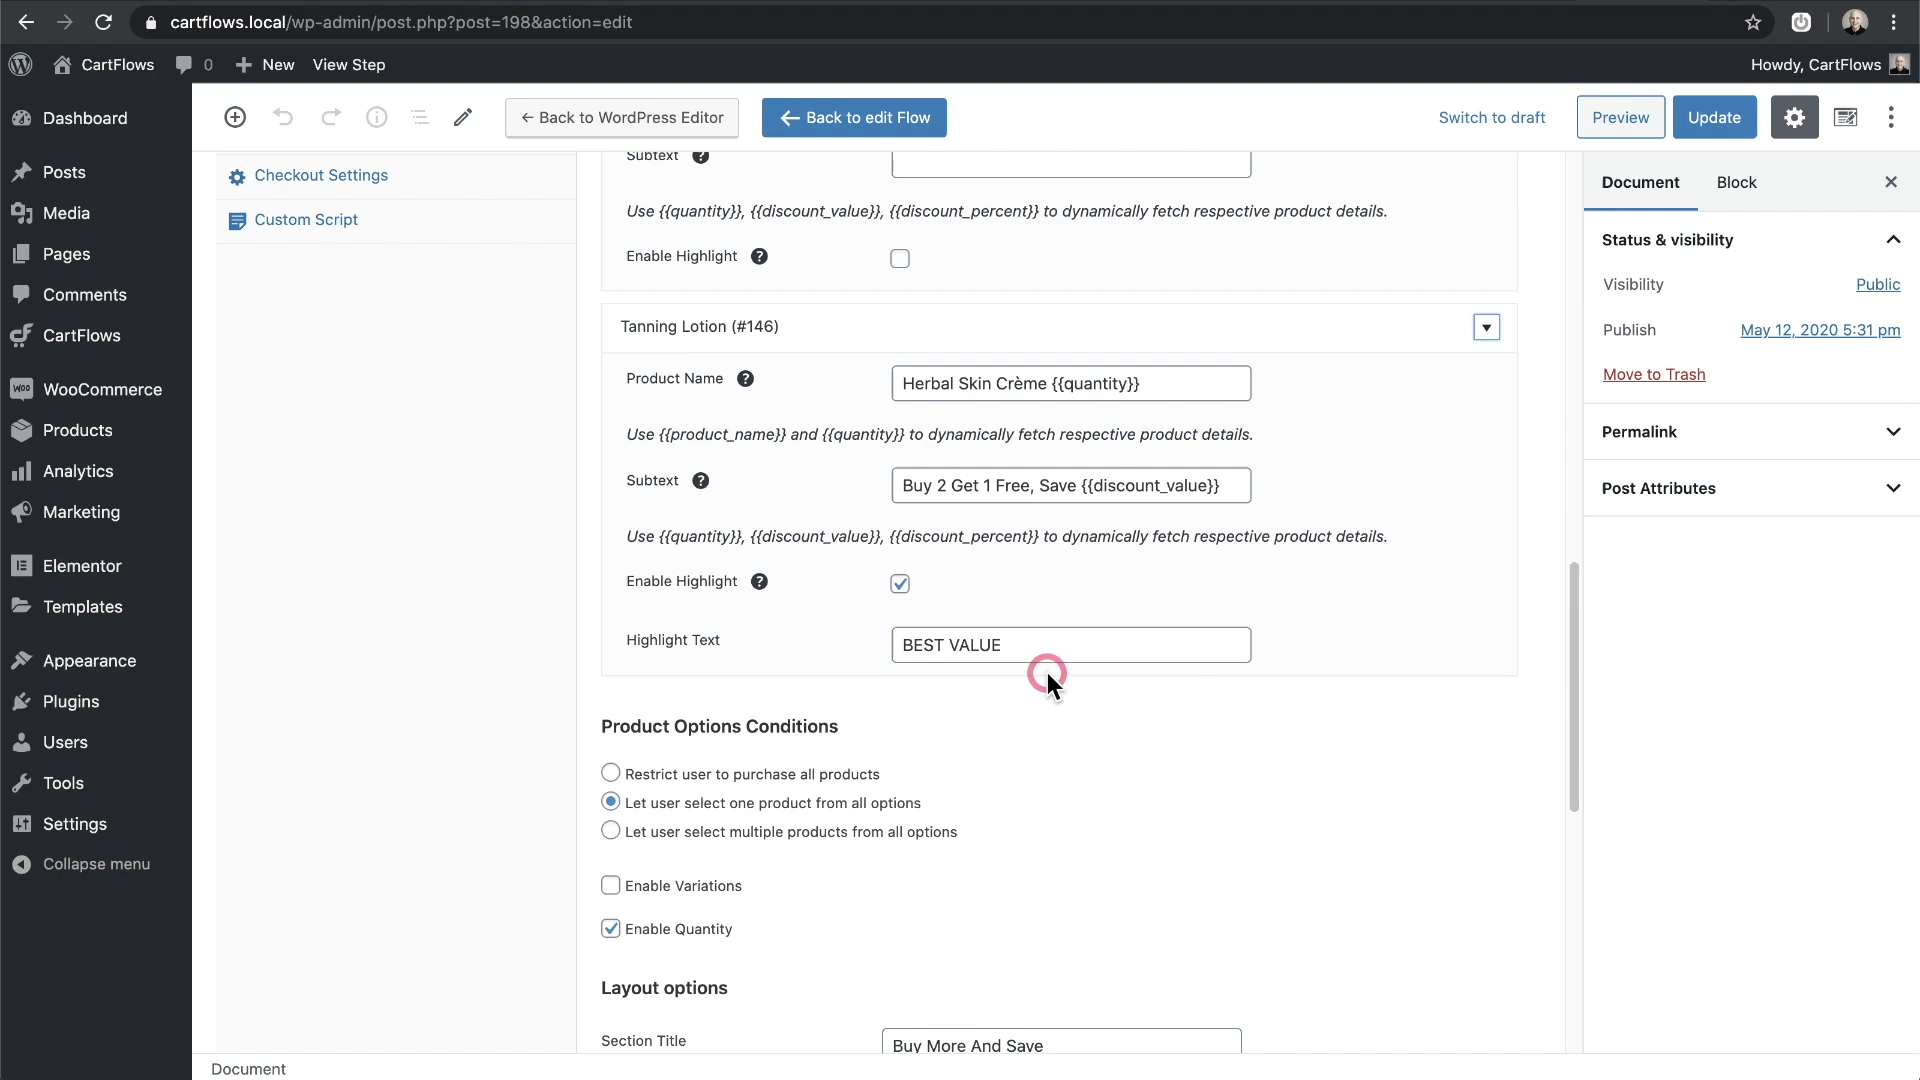 cartflows.local/wp-admin/post.php?post=198&action=edit
CartFlows 0 New View Step Howdy, CartFlows
Dashboard
Posts
Media
Pages
Comments
CartFlows
WooCommerce
Products
Analytics
Marketing
Elementor
Templates
Appearance
Plugins
Users
Tools
Settings
Collapse menu
← Back to WordPress Editor
← Back to edit Flow
Switch to draft
Preview
Update
Checkout Settings
Custom Script
Subtext ?
Use {{quantity}}, {{discount_value}}, {{discount_percent}} to dynamically fetch respective product details.
Enable Highlight ?
Tanning Lotion (#146)
Product Name ? Herbal Skin Crème {{quantity}}
Use {{product_name}} and {{quantity}} to dynamically fetch respective product details.
Subtext ? Buy 2 Get 1 Free, Save {{discount_value}}
Use {{quantity}}, {{discount_value}}, {{discount_percent}} to dynamically fetch respective product details.
Enable Highlight ?
Highlight Text BEST VALUE
Product Options Conditions
Restrict user to purchase all products
Let user select one product from all options
Let user select multiple products from all options
Enable Variations
Enable Quantity
Layout options
Section Title Buy More And Save
Document Block
Status & visibility
Visibility Public
Publish May 12, 2020 5:31 pm
Move to Trash
Permalink
Post Attributes
Document